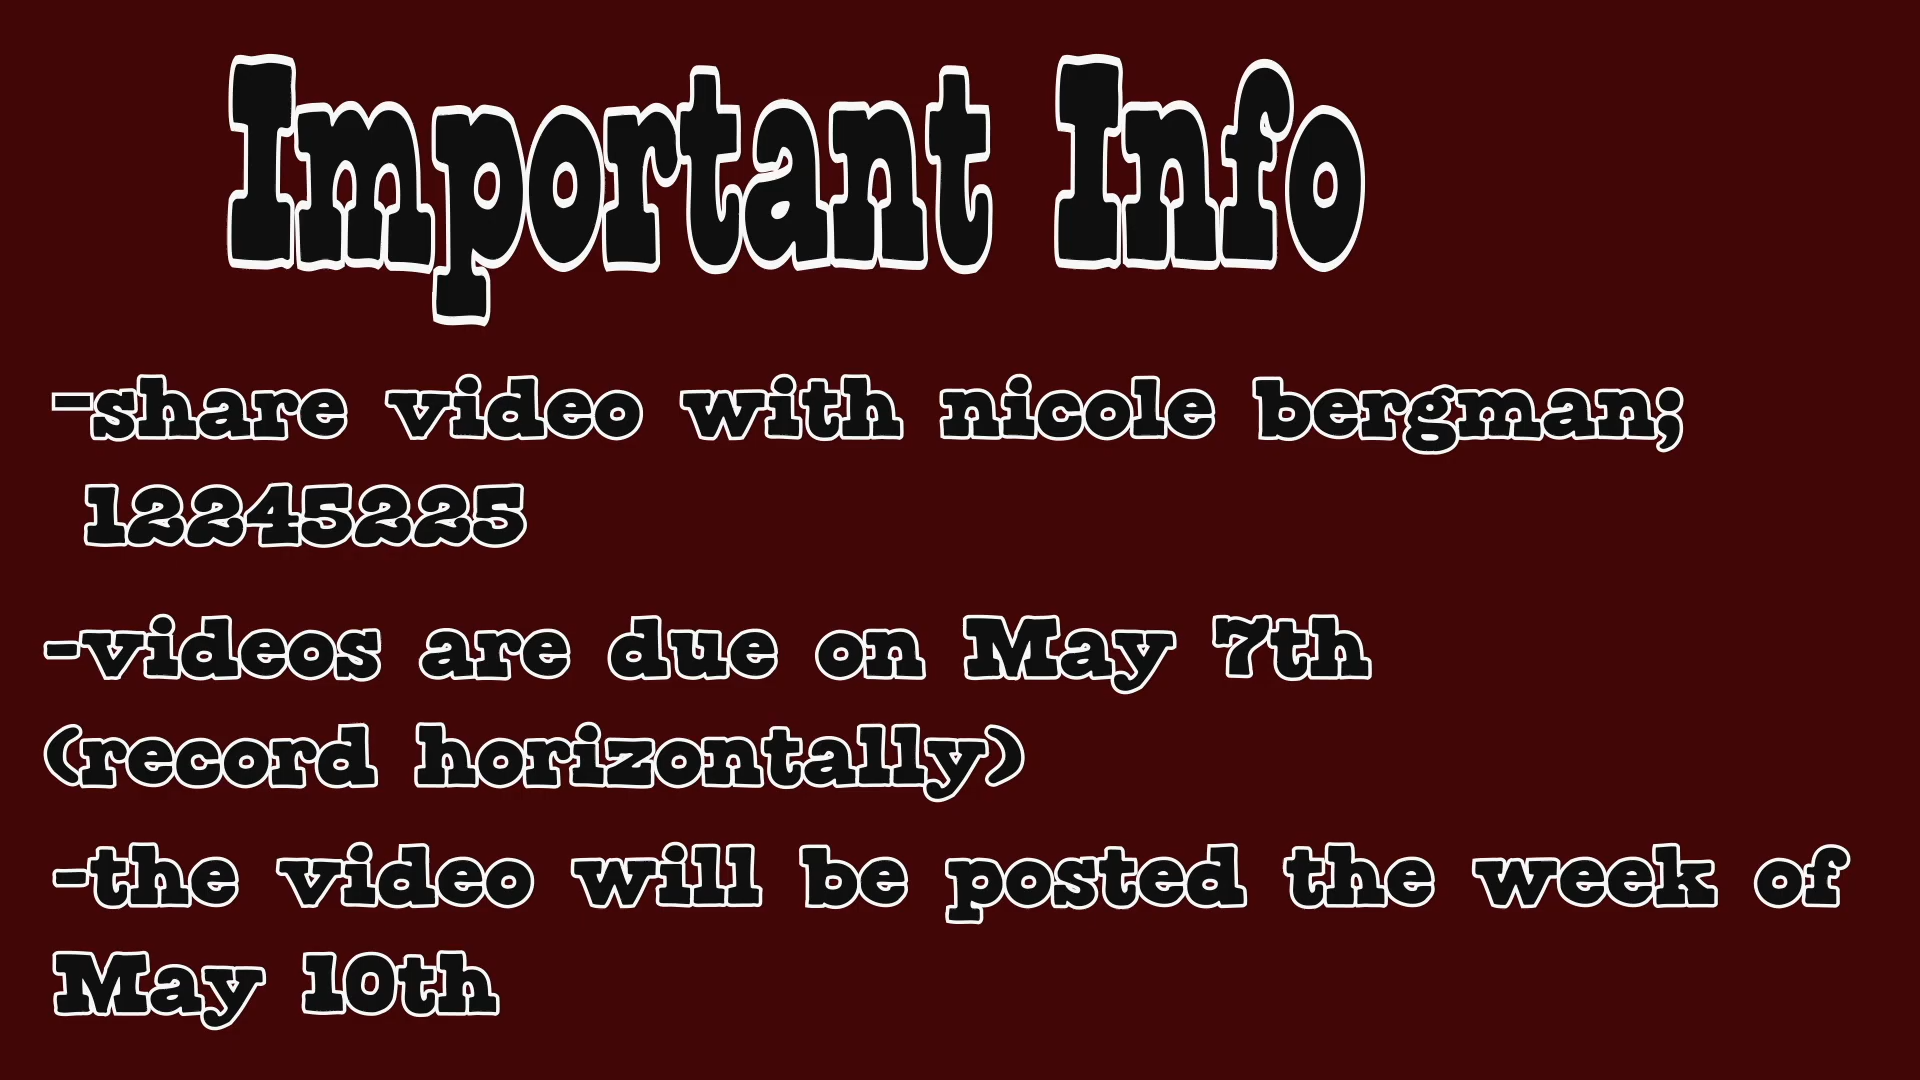 Important Info
-share video with nicole bergman;
12245225
-videos are due on May 7th
(record horizontally)
-the video will be posted the week of
May 10th